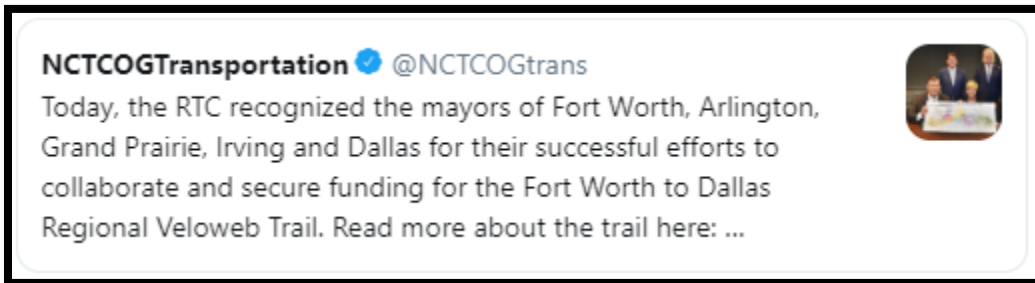 NCTCOGTransportation @NCTCOGtrans
Today, the RTC recognized the mayors of Fort Worth, Arlington,
Grand Prairie, Irving and Dallas for their successful efforts to
collaborate and secure funding for the Fort Worth to Dallas
Regional Veloweb Trail. Read more about the trail here: ...